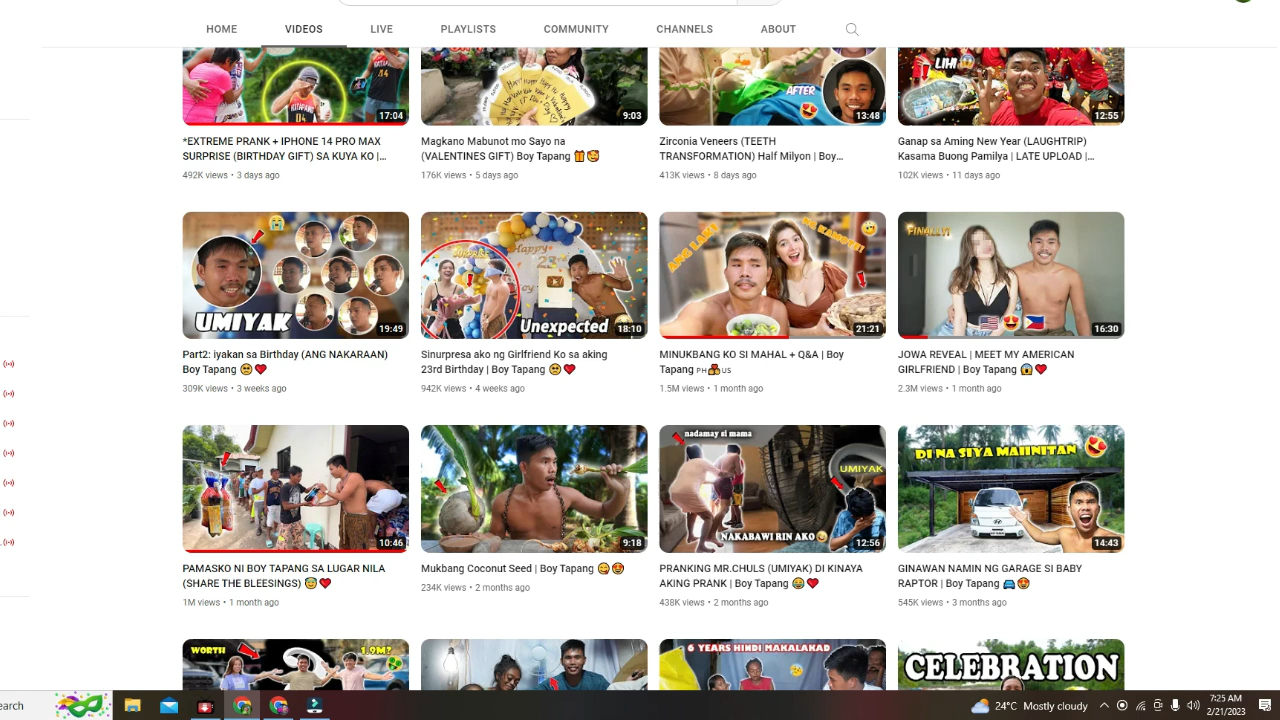 HOME VIDEOS LIVE PLAYLISTS COMMUNITY CHANNELS ABOUT
17:04 9:03 AFTER 13:48 LIHI 12:55
*EXTREME PRANK + IPHONE 14 PRO MAX
SURPRISE (BIRTHDAY GIFT) SA KUYA KO |...
492K views • 3 days ago
Magkano Mabunot mo Sayo na
(VALENTINES GIFT) Boy Tapang 🎁🥰
176K views • 5 days ago
Zirconia Veneers (TEETH
TRANSFORMATION) Half Milyon | Boy...
413K views • 8 days ago
Ganap sa Aming New Year (LAUGHTRIP)
Kasama Buong Pamilya | LATE UPLOAD |...
102K views • 11 days ago
UMIYAK
19:49
Part2: iyakan sa Birthday (ANG NAKARAAN)
Boy Tapang 🥺❤️
309K views • 3 weeks ago
SURPRISE
Happy
23
Unexpected
18:10
Sinurpresa ako ng Girlfriend Ko sa aking
23rd Birthday | Boy Tapang 🥺❤️
942K views • 4 weeks ago
ANG LAKI
NG KAMOTE!
21:21
MINUKBANG KO SI MAHAL + Q&A | Boy
Tapang PH💏US
1.5M views • 1 month ago
FINALLY!
16:30
JOWA REVEAL | MEET MY AMERICAN
GIRLFRIEND | Boy Tapang 😱❤️
2.3M views • 1 month ago
10:46
PAMASKO NI BOY TAPANG SA LUGAR NILA
(SHARE THE BLEESINGS) 😇❤️
1M views • 1 month ago
9:18
Mukbang Coconut Seed | Boy Tapang 😋🤩
234K views • 2 months ago
nadamay si mama
UMIYAK
NAKABAWI RIN AKO
12:56
PRANKING MR.CHULS (UMIYAK) DI KINAYA
AKING PRANK | Boy Tapang 😂❤️
438K views • 2 months ago
DI NA SIYA MAIINITAN
14:43
GINAWAN NAMIN NG GARAGE SI BABY
RAPTOR | Boy Tapang 🚘🤩
545K views • 3 months ago
WORTH 1.9M?
6 YEARS HINDI MAKALAKAD
CELEBRATION
earch
24°C Mostly cloudy
7:25 AM
2/21/2023